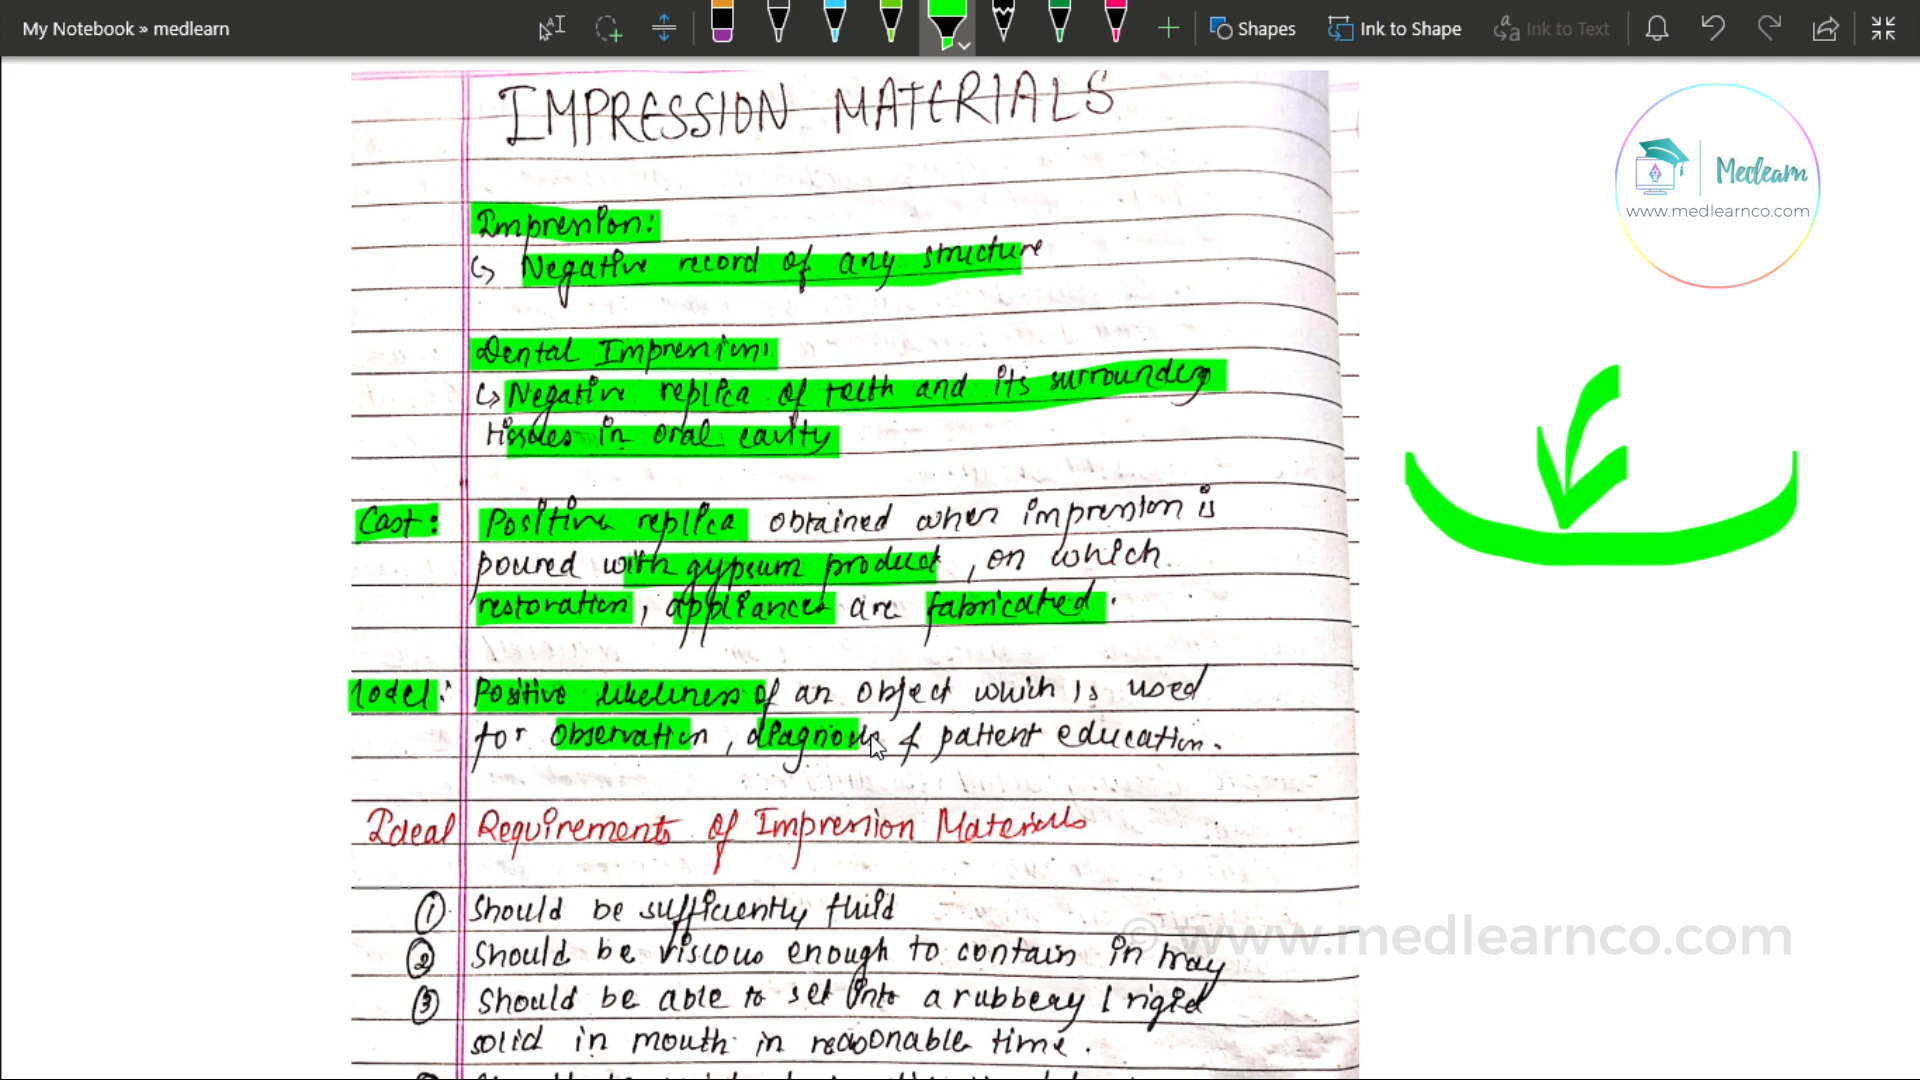 My Notebook » medlearn
Shapes
Ink to Shape
Ink to Text
IMPRESSION MATERIALS
Medlearn
www.medlearnco.com
Impression:
↳ Negative record of any structure
Dental Impression:
↳ Negative replica of teeth and its surrounding
tissues in oral cavity
Cast: Positive replica obtained when impression is
poured with gypsum product, on which
restoration, appliances are fabricated.
Model: Positive likeliness of an object which is used
for observation, diagnosis & patient education.
Ideal Requirements of Impression Materials
① Should be sufficiently fluid
② Should be viscous enough to contain in tray
③ Should be able to set into a rubbery / rigid
solid in mouth in reasonable time.
© www.medlearnco.com